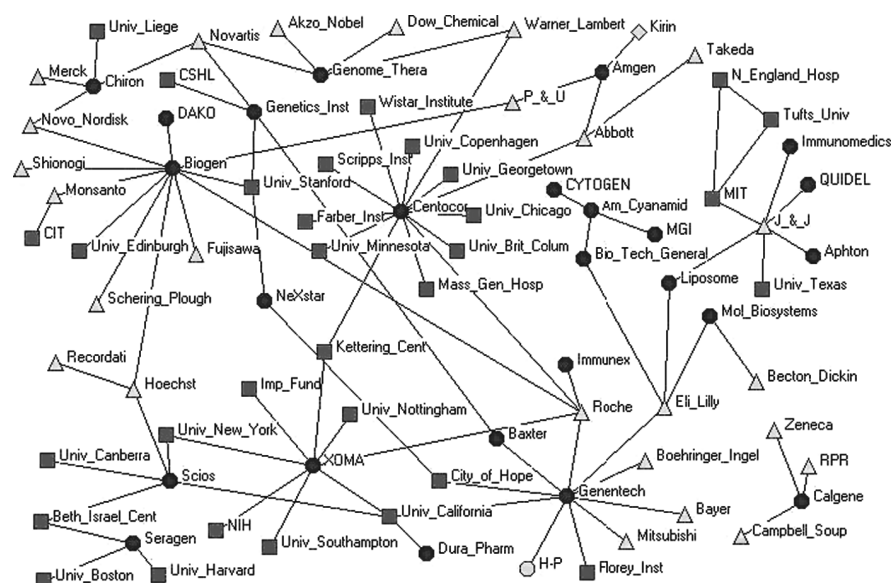 Univ_Liege
Akzo_Nobel
Dow_Chemical
Warner_Lambert
Kirin
Novartis
Takeda
Merck
Chiron
CSHL
Genome_Thera
Amgen
N_England_Hosp
Novo_Nordisk
DAKO
Genetics_Inst
Wistar_Institute
P_&_U
Tufts_Univ
Abbott
Immunomedics
Shionogi
Biogen
Scripps_Inst
Univ_Copenhagen
Univ_Georgetown
Monsanto
Univ_Stanford
CYTOGEN
MIT
QUIDEL
Farber_Inst
Centocor
Univ_Chicago
Am_Cyanamid
J_&_J
CIT
Univ_Edinburgh
Fujisawa
Univ_Minnesota
Univ_Brit_Colum
MGI
Bio_Tech_General
Aphton
Schering_Plough
NeXstar
Mass_Gen_Hosp
Liposome
Univ_Texas
Mol_Biosystems
Recordati
Kettering_Cent
Immunex
Hoechst
Imp_Fund
Becton_Dickin
Univ_Nottingham
Roche
Eli_Lilly
Univ_New_York
Baxter
Zeneca
Univ_Canberra
XOMA
Boehringer_Ingel
RPR
Scios
City_of_Hope
Genentech
Calgene
Beth_Israel_Cent
NIH
Univ_California
Bayer
Seragen
Univ_Southampton
Dura_Pharm
Mitsubishi
Campbell_Soup
Univ_Boston
Univ_Harvard
H-P
Florey_Inst